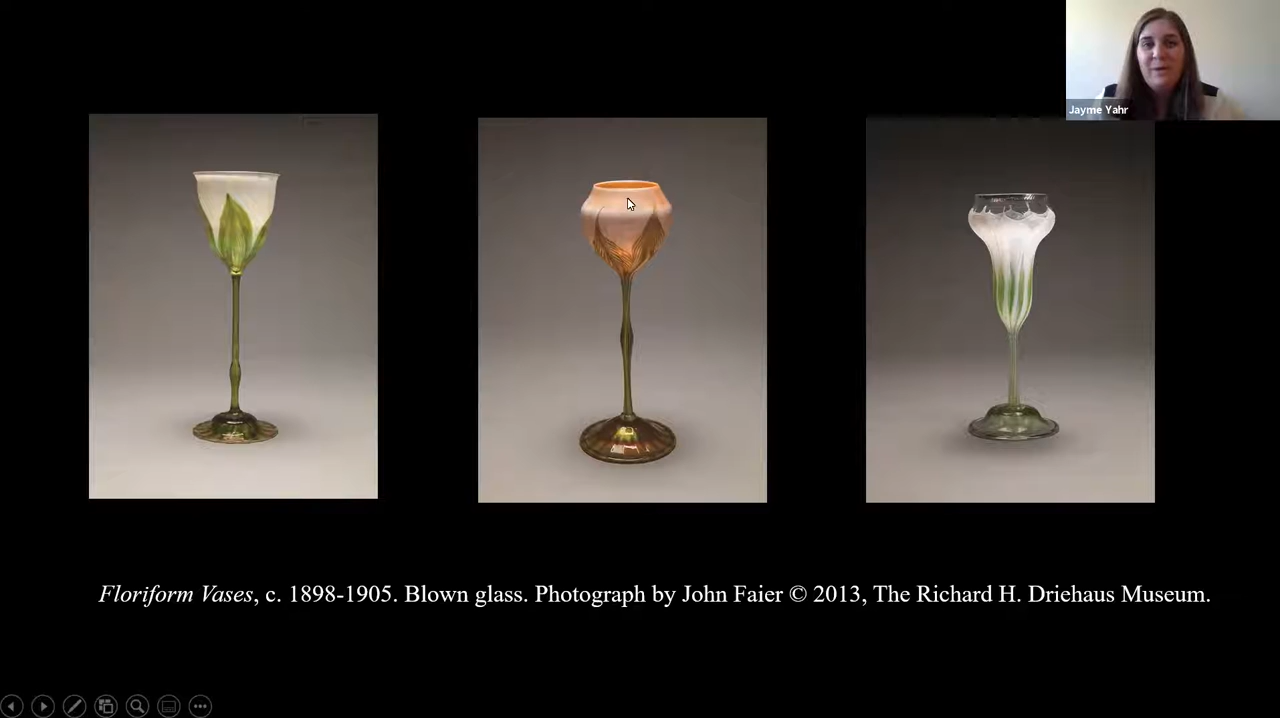 Jayme Yahr
Floriform Vases, c. 1898-1905. Blown glass. Photograph by John Faier © 2013, The Richard H. Driehaus Museum.